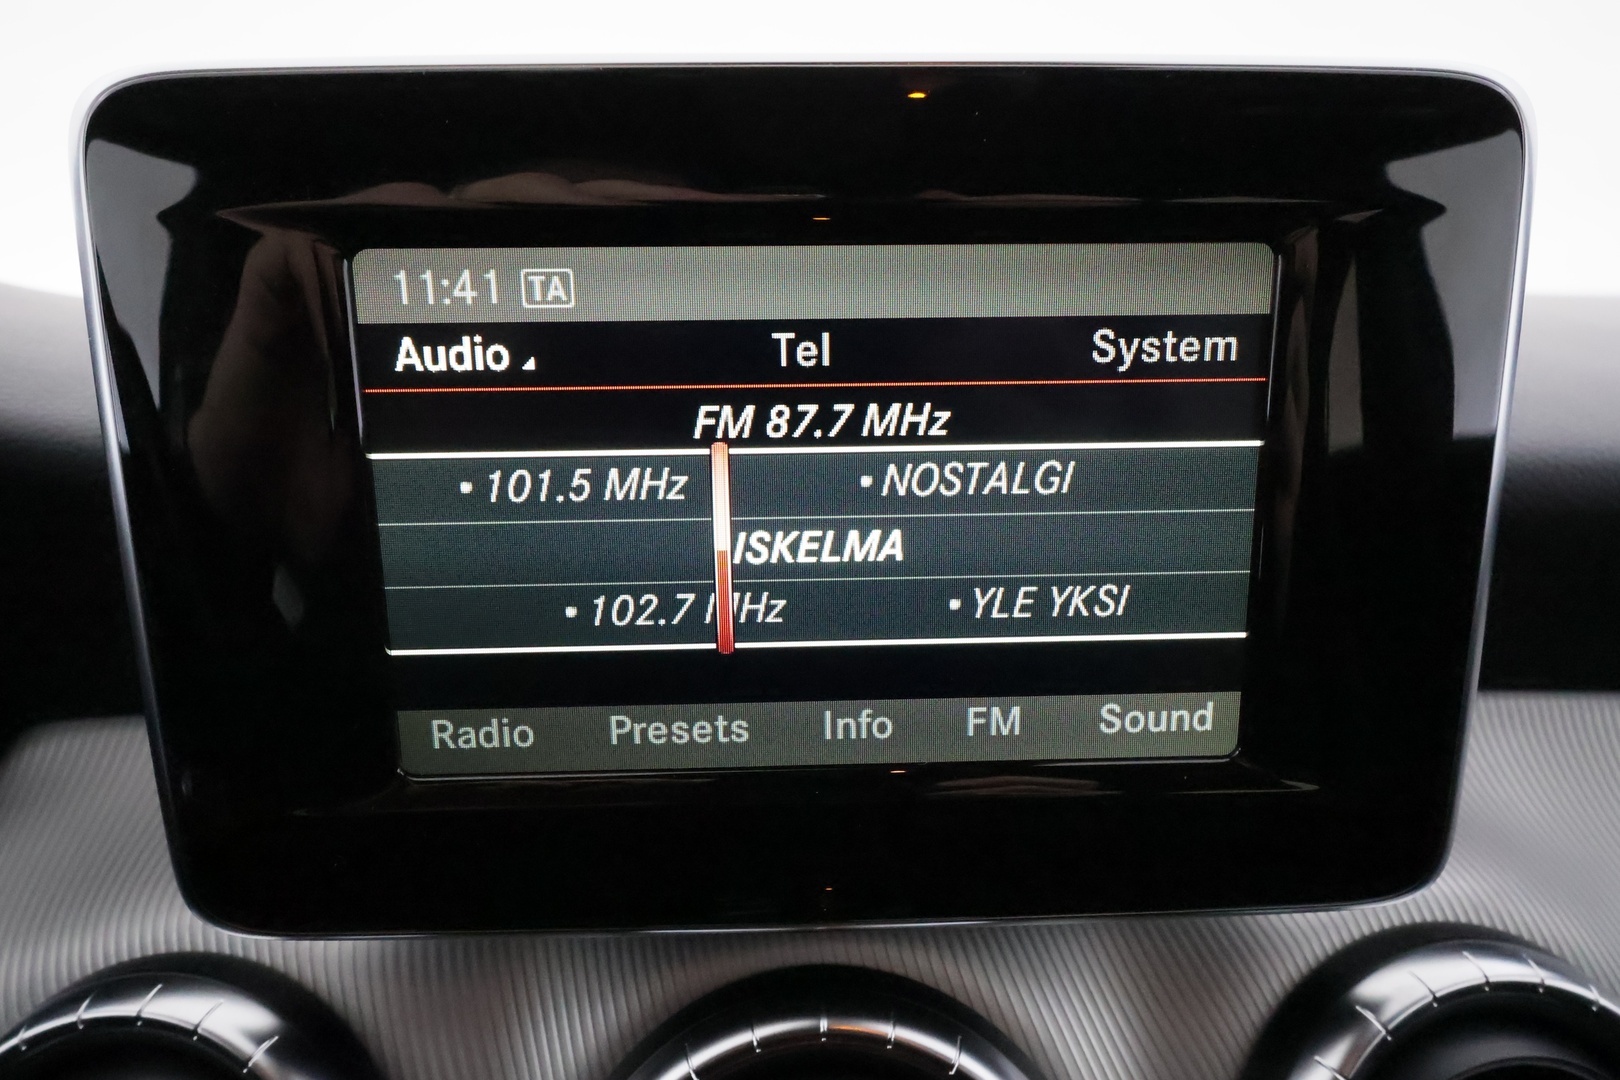 11:41 TA
Audio Tel System
FM 87.7 MHz
• 101.5 MHz • NOSTALGI
ISKELMA
• 102.7 MHz • YLE YKSI
Radio Presets Info FM Sound